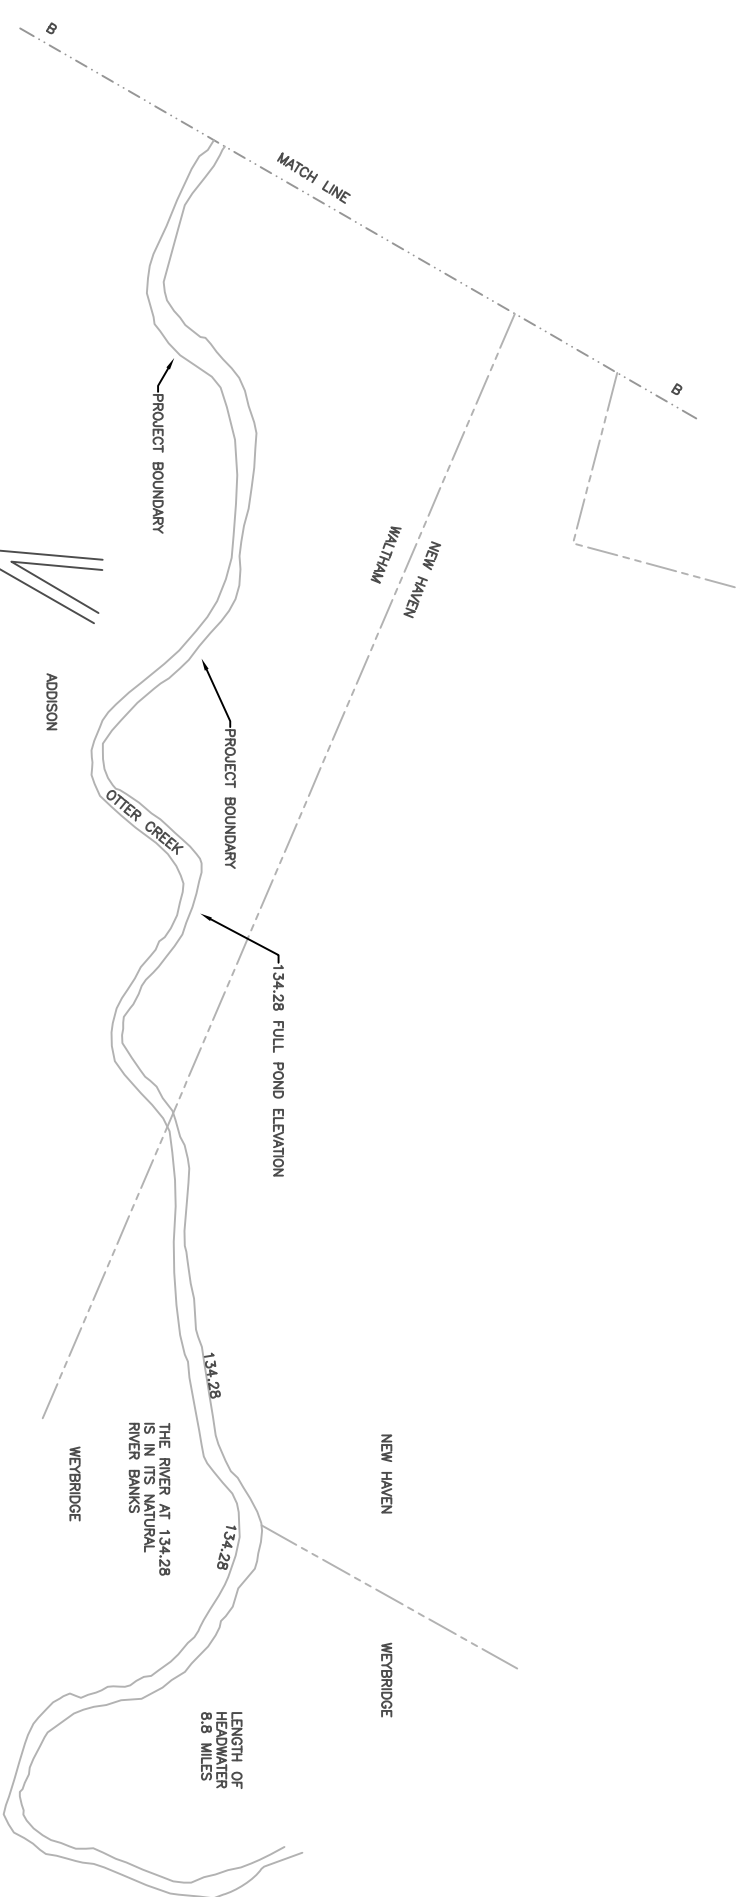 B
MATCH LINE
B
PROJECT BOUNDARY
NEW HAVEN
WALTHAM
ADDISON
PROJECT BOUNDARY
OTTER CREEK
134.28 FULL POND ELEVATION
134.28
NEW HAVEN
THE RIVER AT 134.28
IS IN ITS NATURAL
RIVER BANKS
WEYBRIDGE
134.28
WEYBRIDGE
LENGTH OF
HEADWATER
8.8 MILES